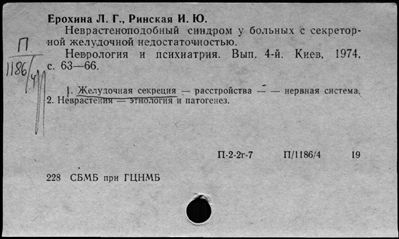 Ерохина Л. Г., Ринская И. Ю.
Неврастеноподобный синдром у больных с секретор-
ной желудочной недостаточностью.
Неврология и психиатрия. Вып. 4-й. Киев, 1974,
с. 63—66.
П
1186/4
1. Желудочная секреция — расстройства — — нервная система.
2. Неврастения — этиология и патогенез.
П-2-2г-7 П/1186/4 19
228 СБМБ при ГЦНМБ